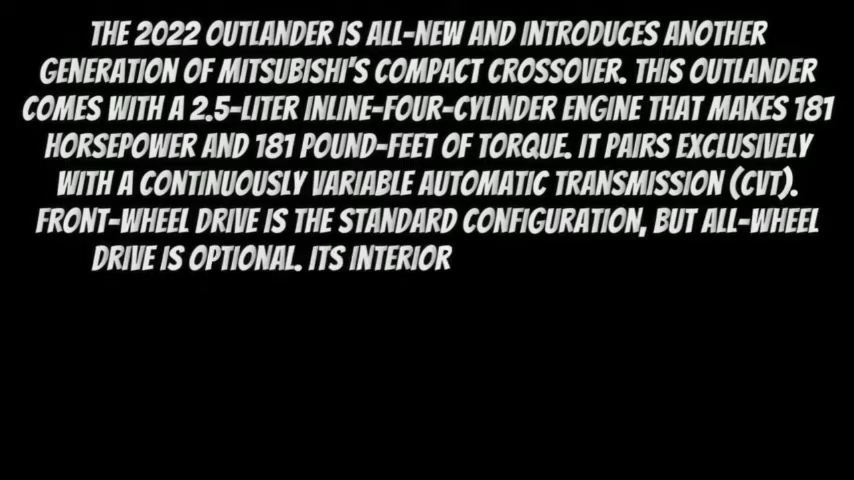 THE 2022 OUTLANDER IS ALL-NEW AND INTRODUCES ANOTHER
GENERATION OF MITSUBISHI'S COMPACT CROSSOVER. THIS OUTLANDER
COMES WITH A 2.5-LITER INLINE-FOUR-CYLINDER ENGINE THAT MAKES 181
HORSEPOWER AND 181 POUND-FEET OF TORQUE. IT PAIRS EXCLUSIVELY
WITH A CONTINUOUSLY VARIABLE AUTOMATIC TRANSMISSION (CVT).
FRONT-WHEEL DRIVE IS THE STANDARD CONFIGURATION, BUT ALL-WHEEL
DRIVE IS OPTIONAL. ITS INTERIOR